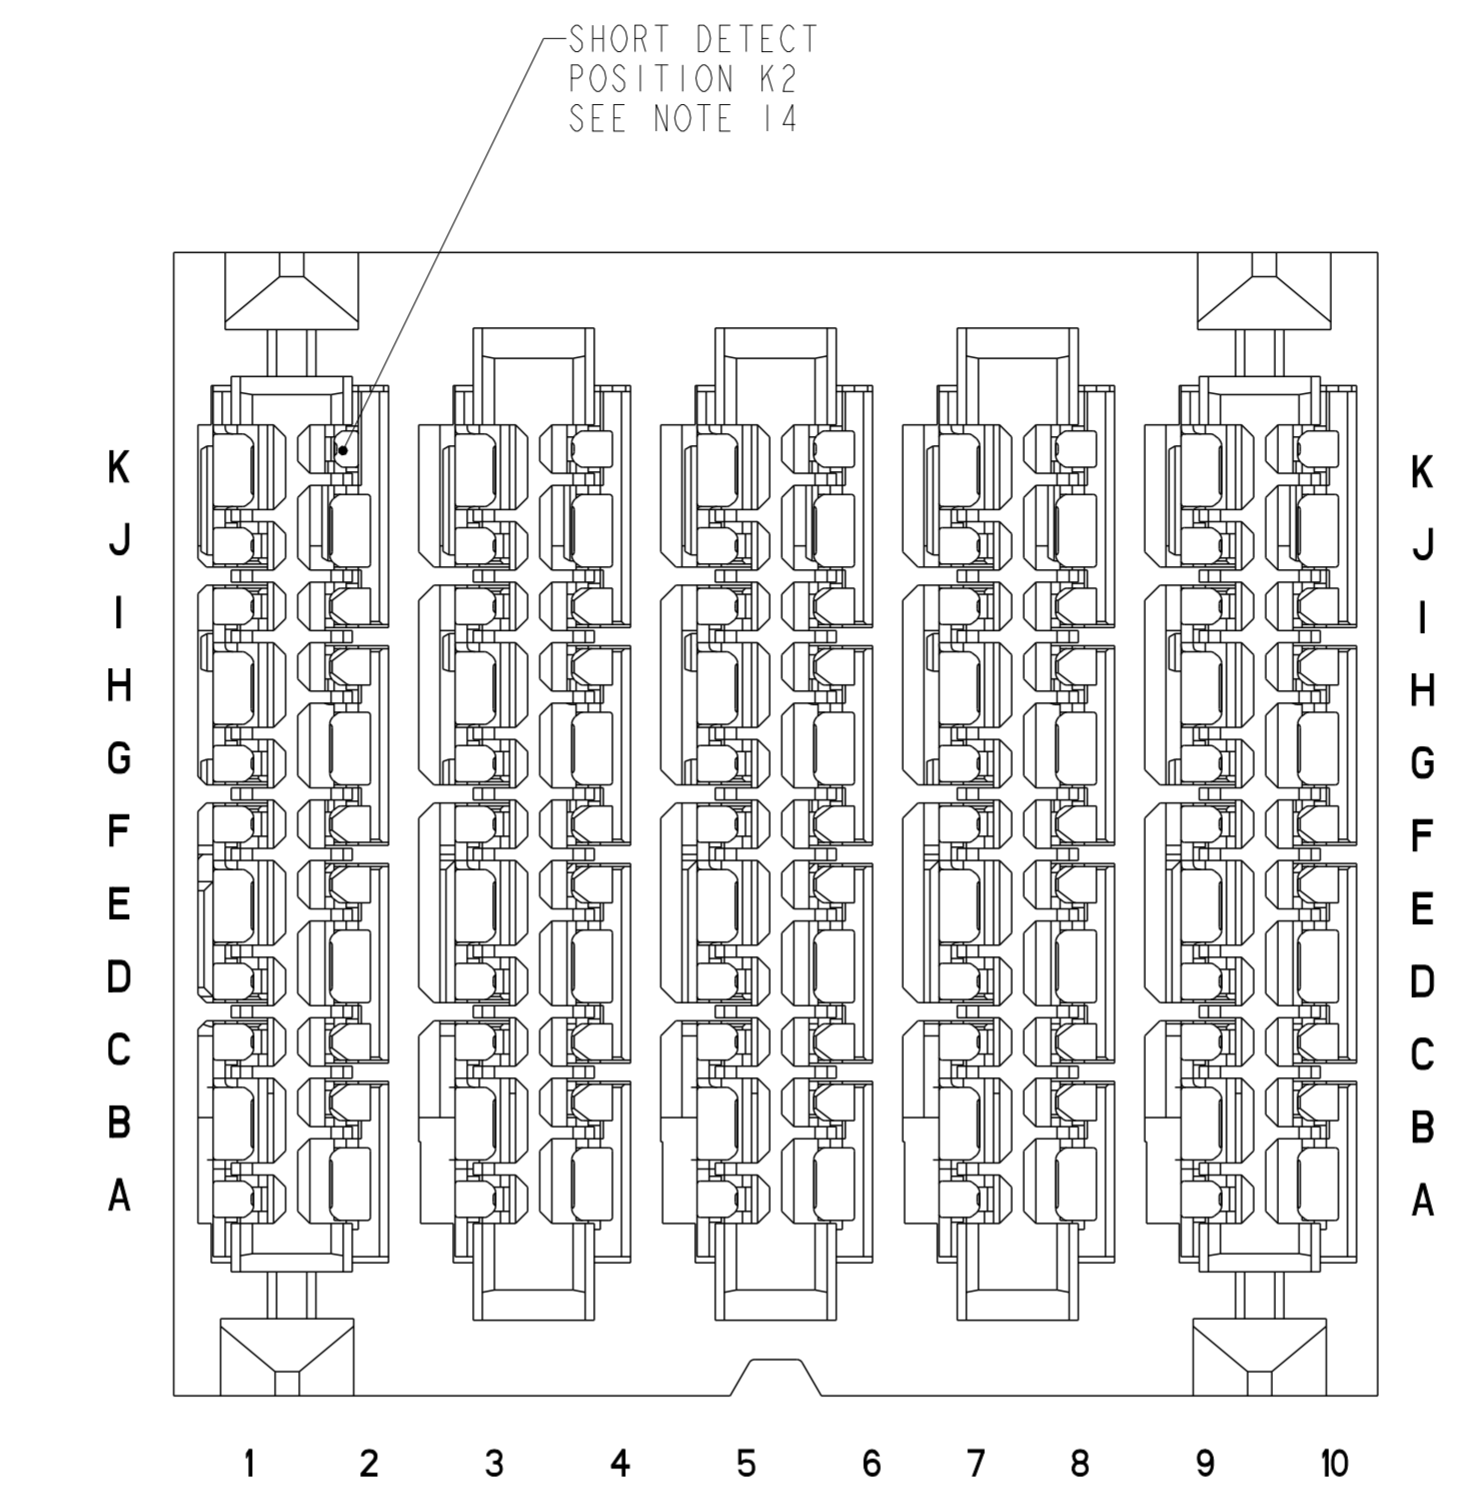 SHORT DETECT
POSITION K2
SEE NOTE 14
K K
J J
I I
H H
G G
F F
E E
D D
C C
B B
A A
1 2 3 4 5 6 7 8 9 10